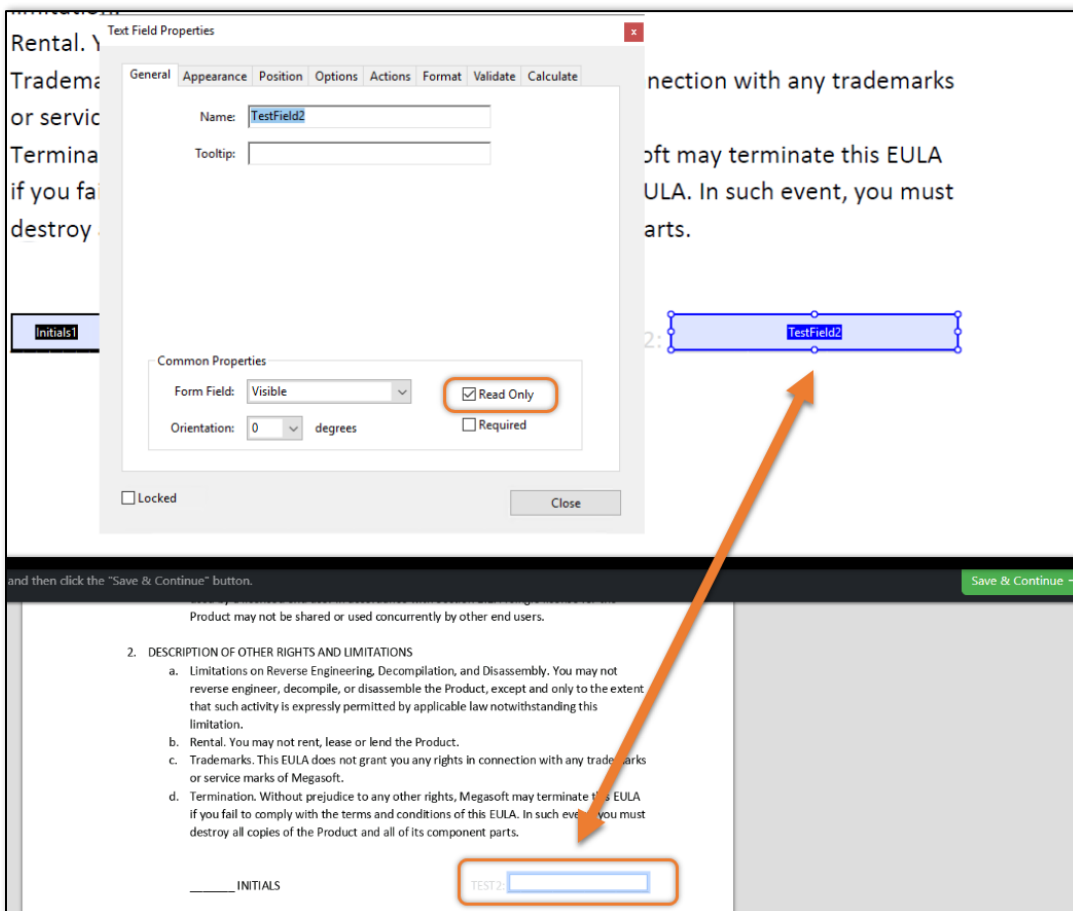 Text Field Properties
x
Rental. Y
General Appearance Position Options Actions Format Validate Calculate
Tradema
nection with any trademarks
Name: TestField2
or servic
Tooltip:
Termina
oft may terminate this EULA
if you fai
ULA. In such event, you must
destroy
arts.
Initials1
2:
TestField2
Common Properties
Form Field: Visible
Read Only
Orientation: 0 degrees
Required
Locked
Close
and then click the "Save & Continue" button.
Save & Continue
Product may not be shared or used concurrently by other end users.
2. DESCRIPTION OF OTHER RIGHTS AND LIMITATIONS
a. Limitations on Reverse Engineering, Decompilation, and Disassembly. You may not
reverse engineer, decompile, or disassemble the Product, except and only to the extent
that such activity is expressly permitted by applicable law notwithstanding this
limitation.
b. Rental. You may not rent, lease or lend the Product.
c. Trademarks. This EULA does not grant you any rights in connection with any trademarks
or service marks of Megasoft.
d. Termination. Without prejudice to any other rights, Megasoft may terminate this EULA
if you fail to comply with the terms and conditions of this EULA. In such event, you must
destroy all copies of the Product and all of its component parts.
_______ INITIALS
TEST2: